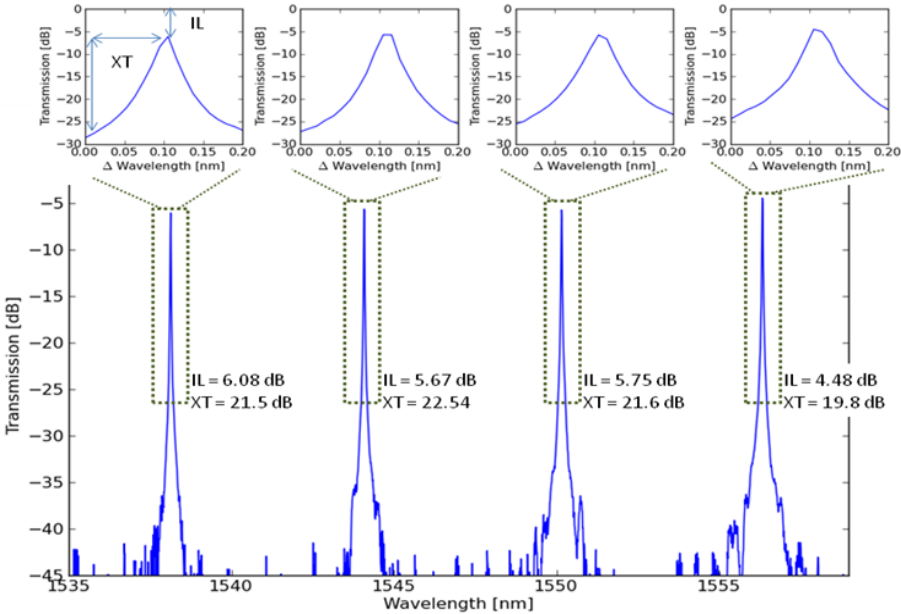 0
−5
−10
−15
−20
−25
−30
Transmission [dB]
IL
XT
0.00 0.05 0.10 0.15 0.20
Δ Wavelength [nm]
0
−5
−10
−15
−20
−25
−30
Transmission [dB]
0.00 0.05 0.10 0.15 0.20
Δ Wavelength [nm]
0
−5
−10
−15
−20
−25
−30
Transmission [dB]
0.00 0.05 0.10 0.15 0.20
Δ Wavelength [nm]
0
−5
−10
−15
−20
−25
−30
Transmission [dB]
0.00 0.05 0.10 0.15 0.20
Δ Wavelength [nm]
−5
−10
−15
−20
−25
−30
−35
−40
−45
Transmission [dB]
IL = 6.08 dB
XT = 21.5 dB
IL = 5.67 dB
XT = 22.54
IL = 5.75 dB
XT = 21.6 dB
IL = 4.48 dB
XT = 19.8 dB
1535 1540 1545 1550 1555
Wavelength [nm]